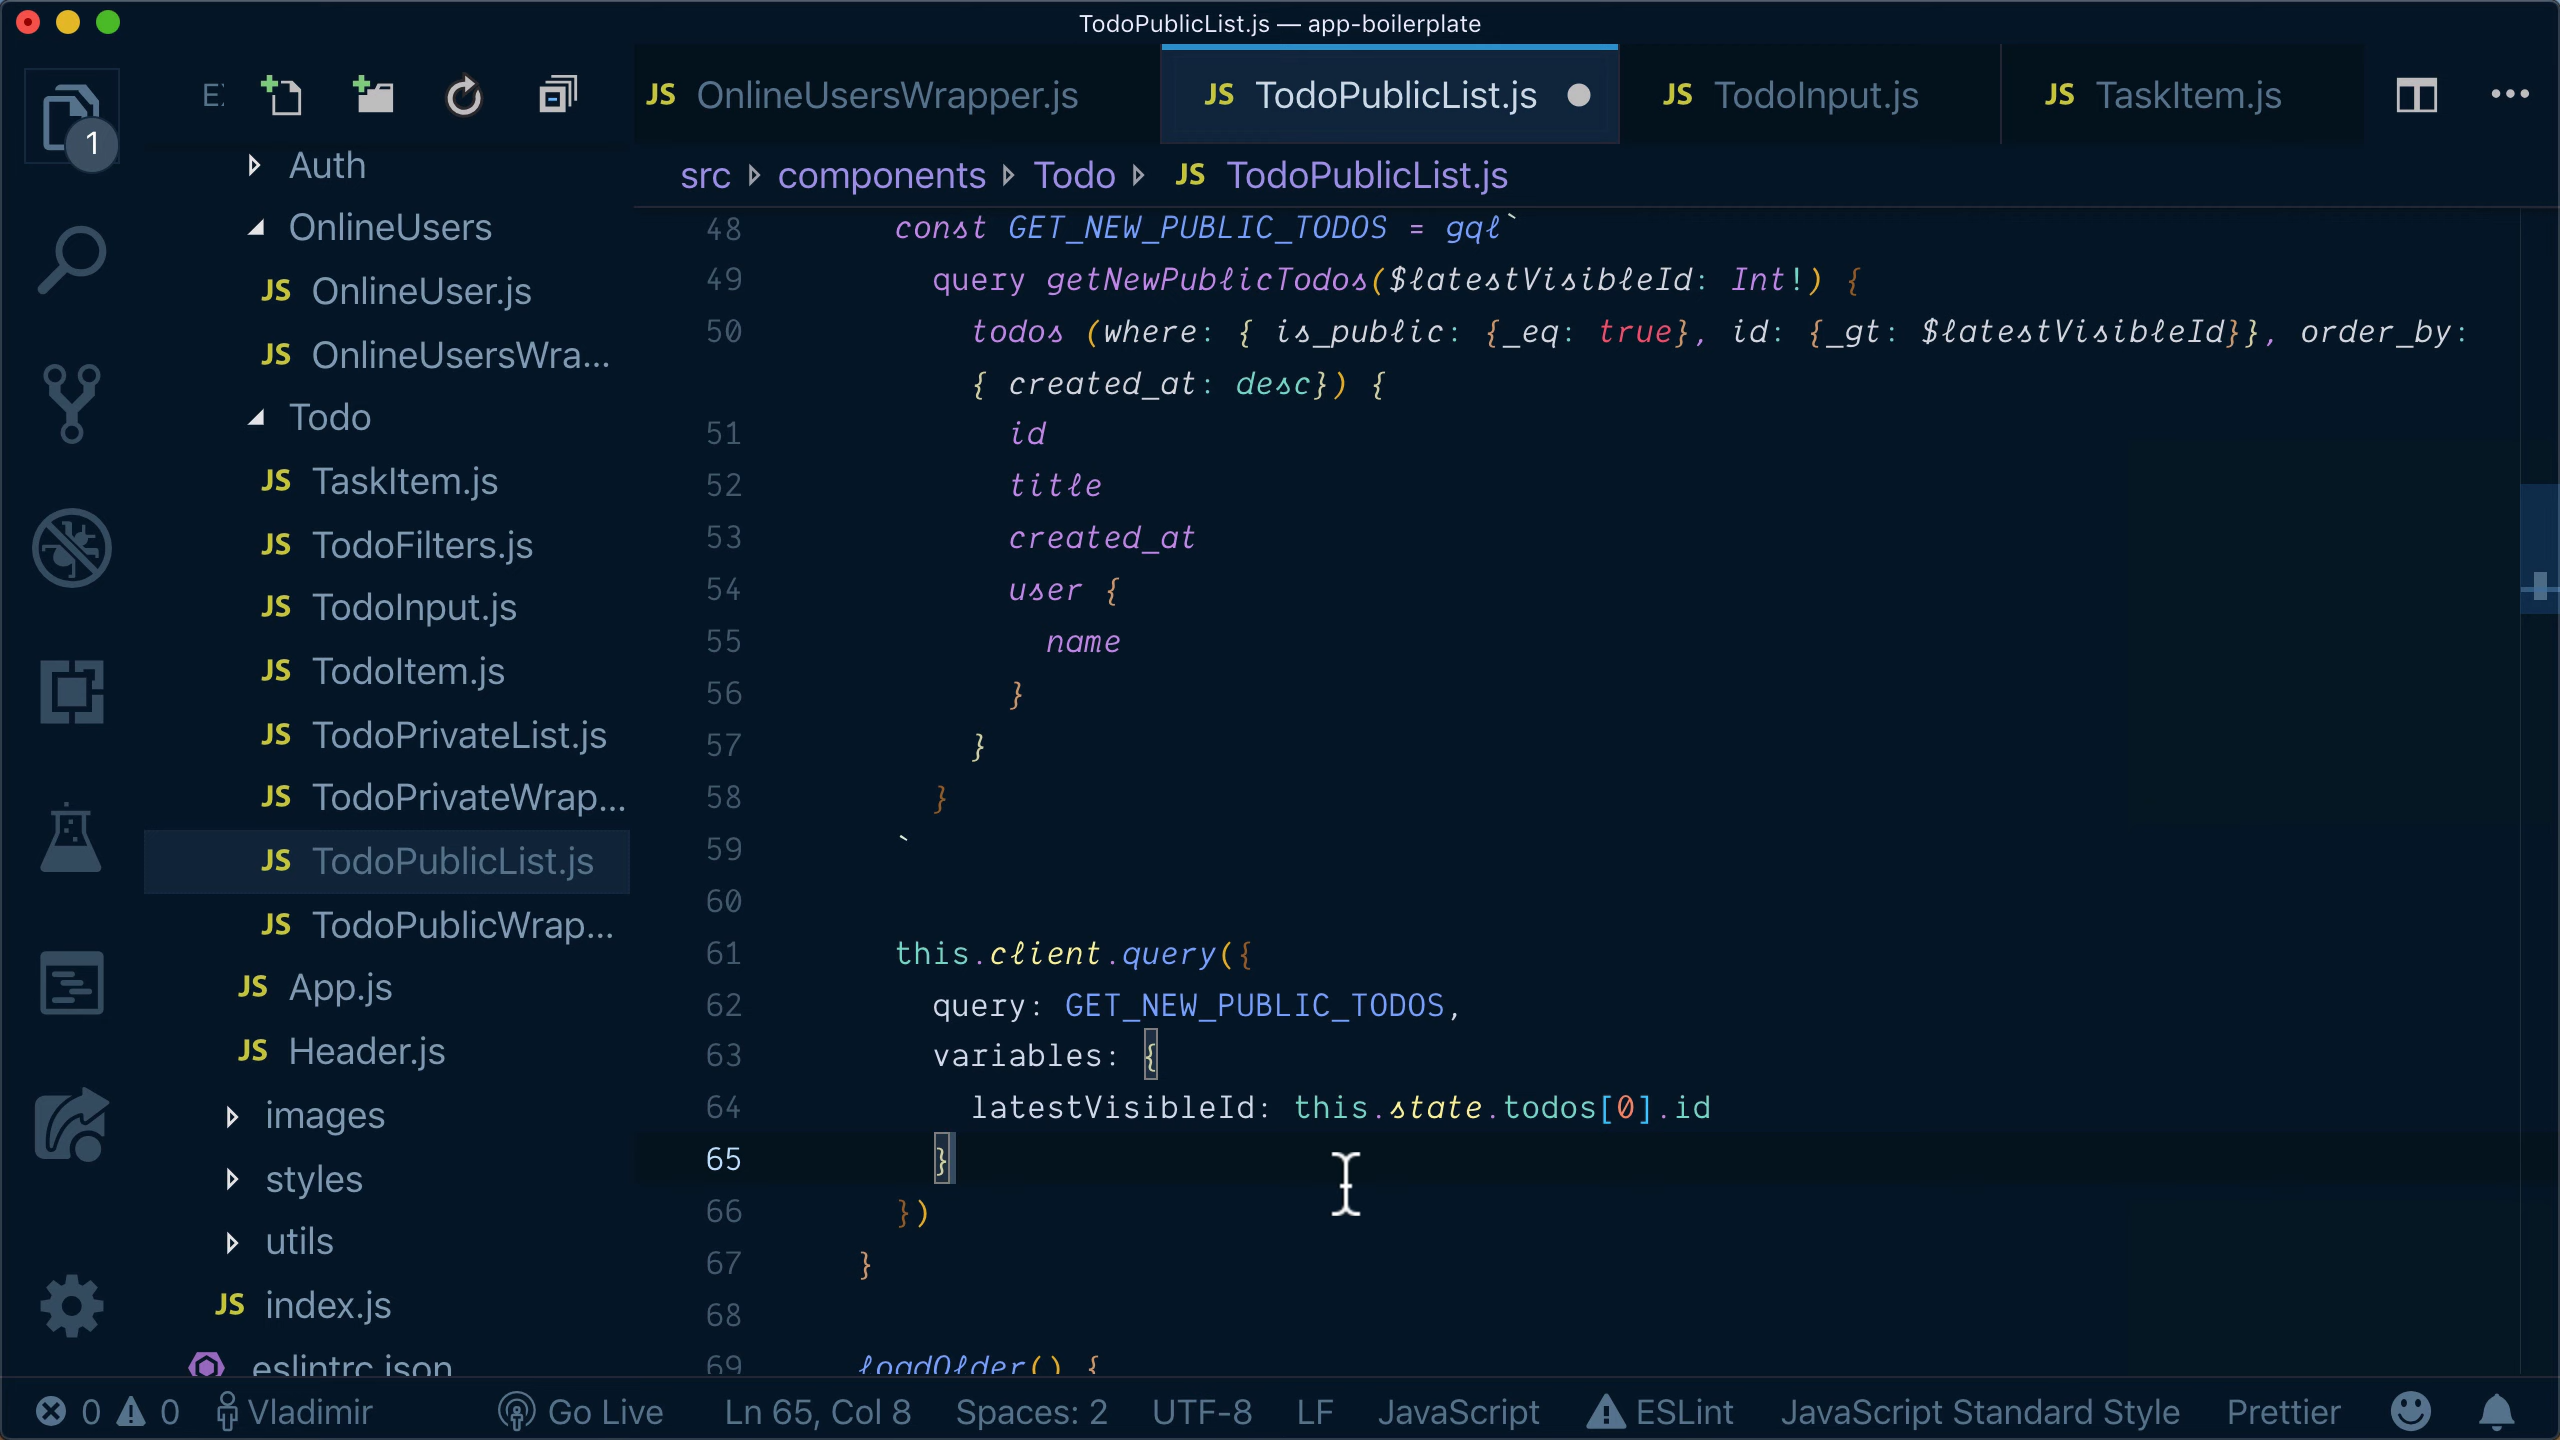 TodoPublicList.js — app-boilerplate
JS OnlineUsersWrapper.js
JS TodoPublicList.js
JS TodoInput.js
JS TaskItem.js
1
src components Todo JS TodoPublicList.js
Auth
OnlineUsers
JS OnlineUser.js
JS OnlineUsersWra...
Todo
JS TaskItem.js
JS TodoFilters.js
JS TodoInput.js
JS TodoItem.js
JS TodoPrivateList.js
JS TodoPrivateWrap...
JS TodoPublicList.js
JS TodoPublicWrap...
JS App.js
JS Header.js
images
styles
utils
JS index.js
eslintrc.json
48 const GET_NEW_PUBLIC_TODOS = gql`
49 query getNewPublicTodos($latestVisibleId: Int!) {
50 todos (where: { is_public: {_eq: true}, id: {_gt: $latestVisibleId}}, order_by:
{ created_at: desc}) {
51 id
52 title
53 created_at
54 user {
55 name
56 }
57 }
58 }
59 `
60
61 this.client.query({
62 query: GET_NEW_PUBLIC_TODOS,
63 variables: {
64 latestVisibleId: this.state.todos[0].id
65 }
66 })
67 }
68
69 loadOlder() {
0 0 Vladimir Go Live Ln 65, Col 8 Spaces: 2 UTF-8 LF JavaScript ESLint JavaScript Standard Style Prettier